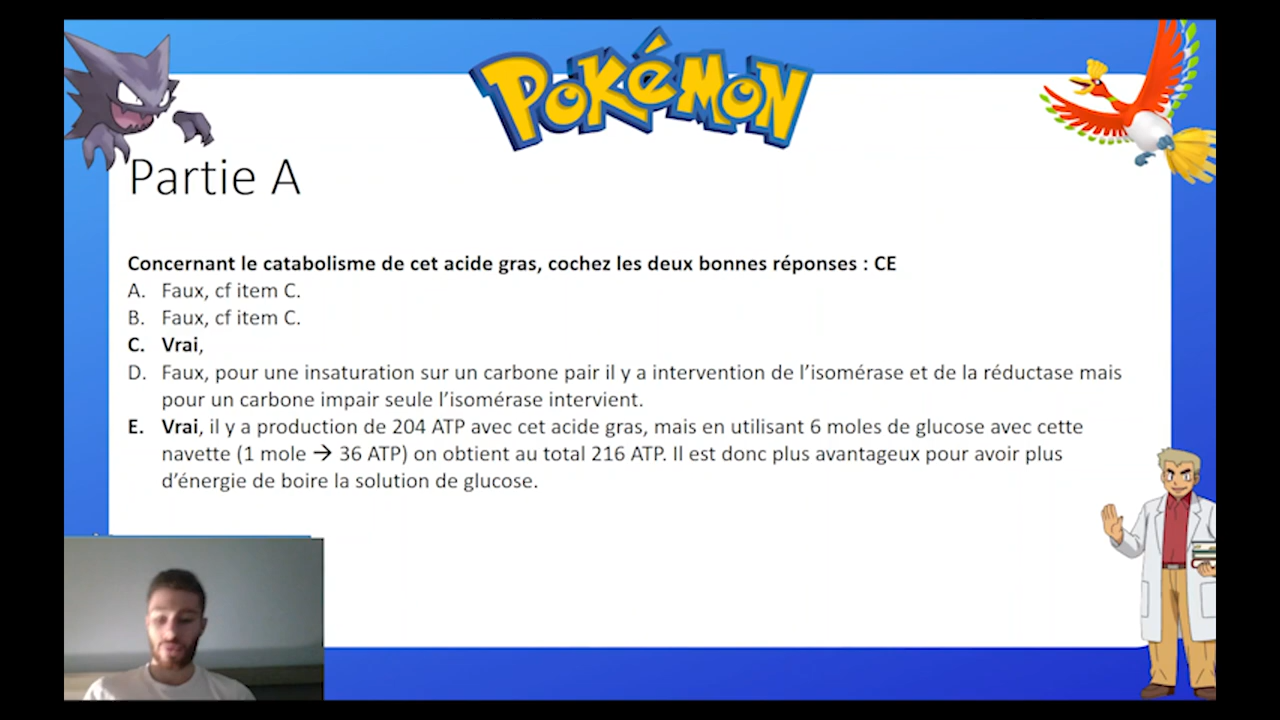 POKéMON
Partie A
Concernant le catabolisme de cet acide gras, cochez les deux bonnes réponses : CE
A. Faux, cf item C.
B. Faux, cf item C.
C. Vrai,
D. Faux, pour une insaturation sur un carbone pair il y a intervention de l’isomérase et de la réductase mais
pour un carbone impair seule l’isomérase intervient.
E. Vrai, il y a production de 204 ATP avec cet acide gras, mais en utilisant 6 moles de glucose avec cette
navette (1 mole → 36 ATP) on obtient au total 216 ATP. Il est donc plus avantageux pour avoir plus
d’énergie de boire la solution de glucose.